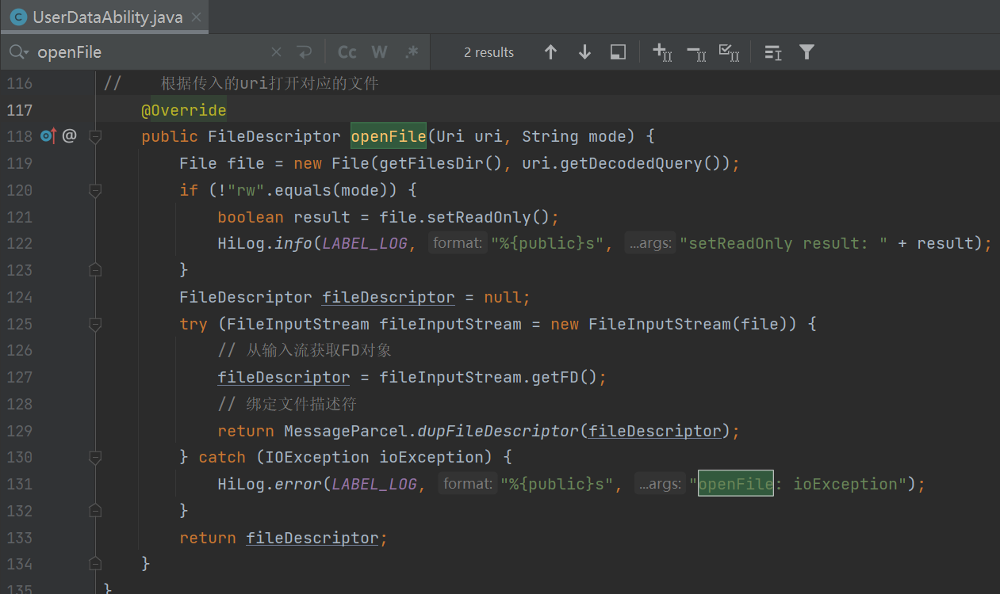 UserDataAbility.java
openFile Cc W .* 2 results
116 // 根据传入的uri打开对应的文件
117 @Override
118 @ public FileDescriptor openFile(Uri uri, String mode) {
119 File file = new File(getFilesDir(), uri.getDecodedQuery());
120 if (!"rw".equals(mode)) {
121 boolean result = file.setReadOnly();
122 HiLog.info(LABEL_LOG, format: "%{public}s", ...args: "setReadOnly result: " + result);
123 }
124 FileDescriptor fileDescriptor = null;
125 try (FileInputStream fileInputStream = new FileInputStream(file)) {
126 // 从输入流获取FD对象
127 fileDescriptor = fileInputStream.getFD();
128 // 绑定文件描述符
129 return MessageParcel.dupFileDescriptor(fileDescriptor);
130 } catch (IOException ioException) {
131 HiLog.error(LABEL_LOG, format: "%{public}s", ...args: "openFile: ioException");
132 }
133 return fileDescriptor;
134 }
135 }